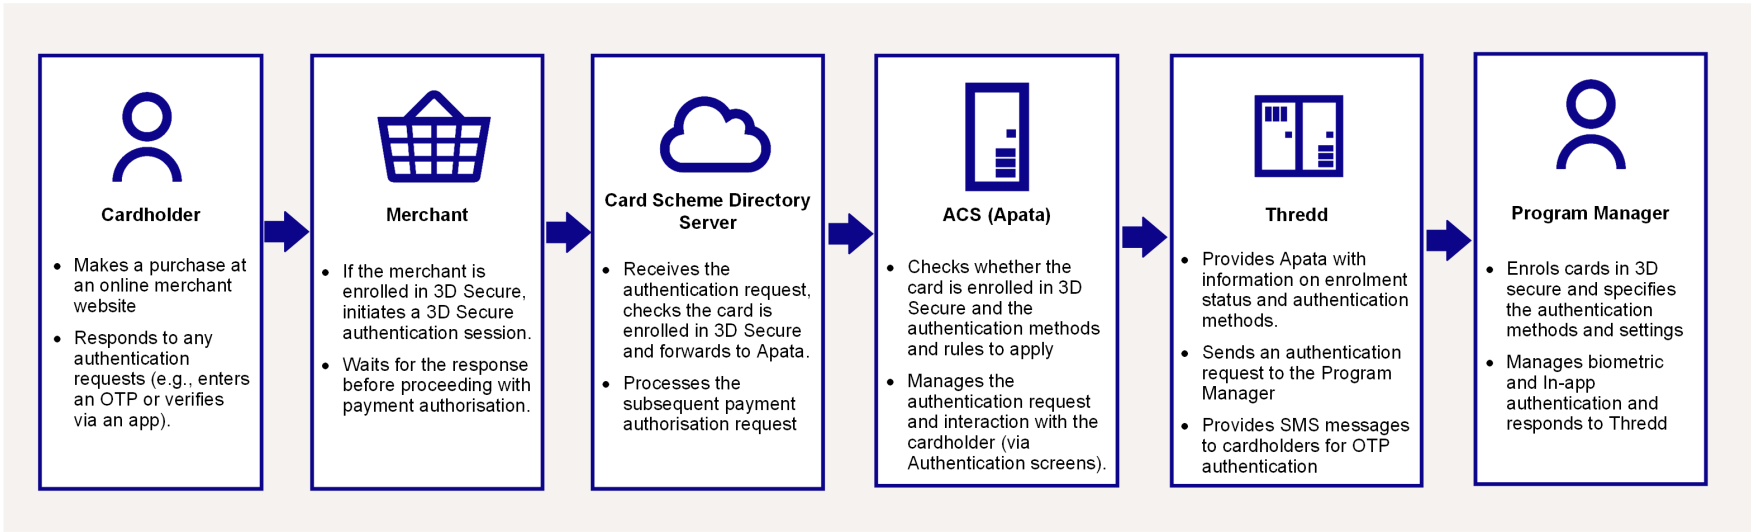 Cardholder
• Makes a purchase at
an online merchant
website
• Responds to any
authentication
requests (e.g., enters
an OTP or verifies
via an app).
Merchant
• If the merchant is
enrolled in 3D Secure,
initiates a 3D Secure
authentication session.
• Waits for the response
before proceeding with
payment authorisation.
Card Scheme Directory
Server
• Receives the
authentication request,
checks the card is
enrolled in 3D Secure
and forwards to Apata.
• Processes the
subsequent payment
authorisation request
ACS (Apata)
• Checks whether the
card is enrolled in 3D
Secure and the
authentication methods
and rules to apply
• Manages the
authentication request
and interaction with the
cardholder (via
Authentication screens).
Thredd
• Provides Apata with
information on enrolment
status and authentication
methods.
• Sends an authentication
request to the Program
Manager
• Provides SMS messages
to cardholders for OTP
authentication
Program Manager
• Enrols cards in 3D
secure and specifies
the authentication
methods and settings
• Manages biometric
and In-app
authentication and
responds to Thredd